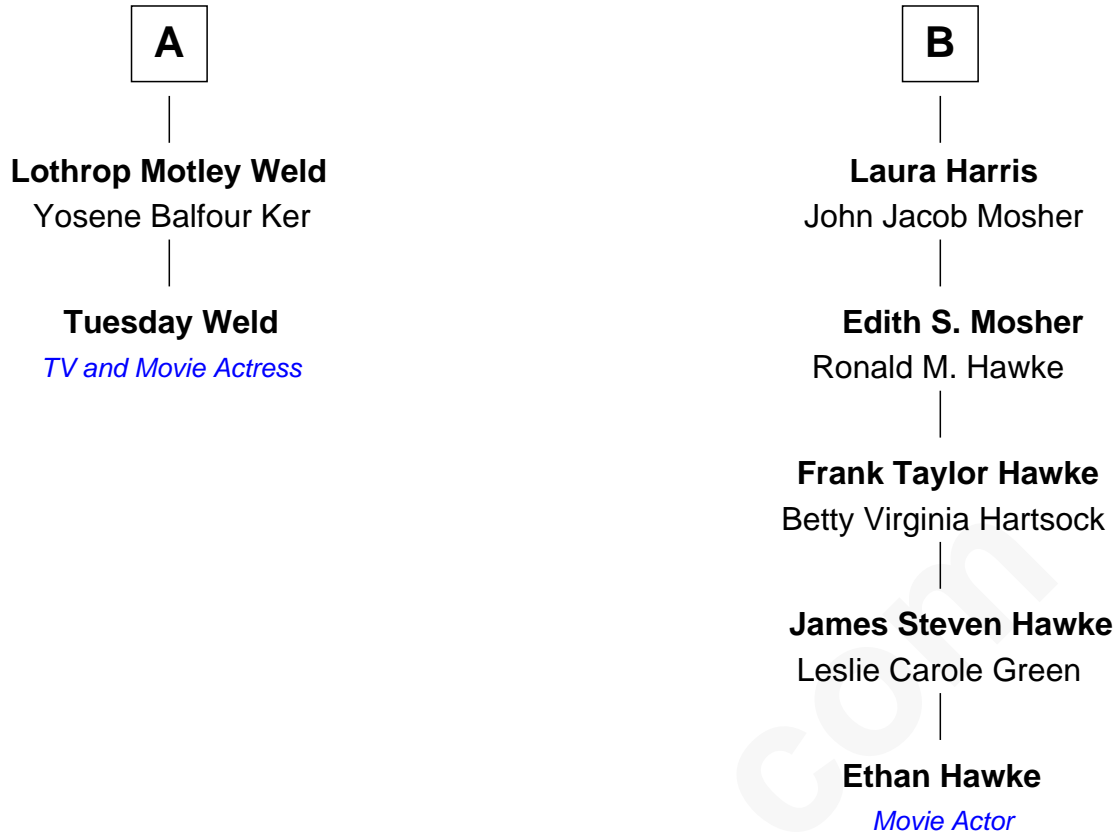 A
Lothrop Motley Weld
Yosene Balfour Ker
Tuesday Weld
TV and Movie Actress
B
Laura Harris
John Jacob Mosher
Edith S. Mosher
Ronald M. Hawke
Frank Taylor Hawke
Betty Virginia Hartsock
James Steven Hawke
Leslie Carole Green
Ethan Hawke
Movie Actor
com